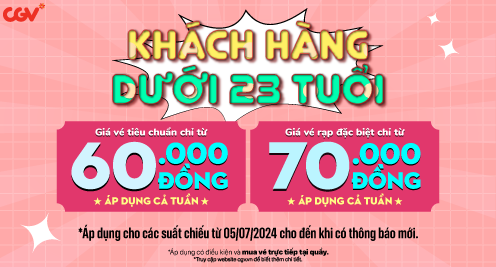 CGV
KHÁCH HÀNG
DƯỚI 23 TUỔI
Giá vé tiêu chuẩn chỉ từ
60.000
ĐỒNG
★ ÁP DỤNG CẢ TUẦN ★
Giá vé rạp đặc biệt chỉ từ
70.000
ĐỒNG
★ ÁP DỤNG CẢ TUẦN ★
*Áp dụng cho các suất chiếu từ 05/07/2024 cho đến khi có thông báo mới.
*Áp dụng có điều kiện và mua vé trực tiếp tại quầy.
*Truy cập website cgv.vn để biết thêm chi tiết.